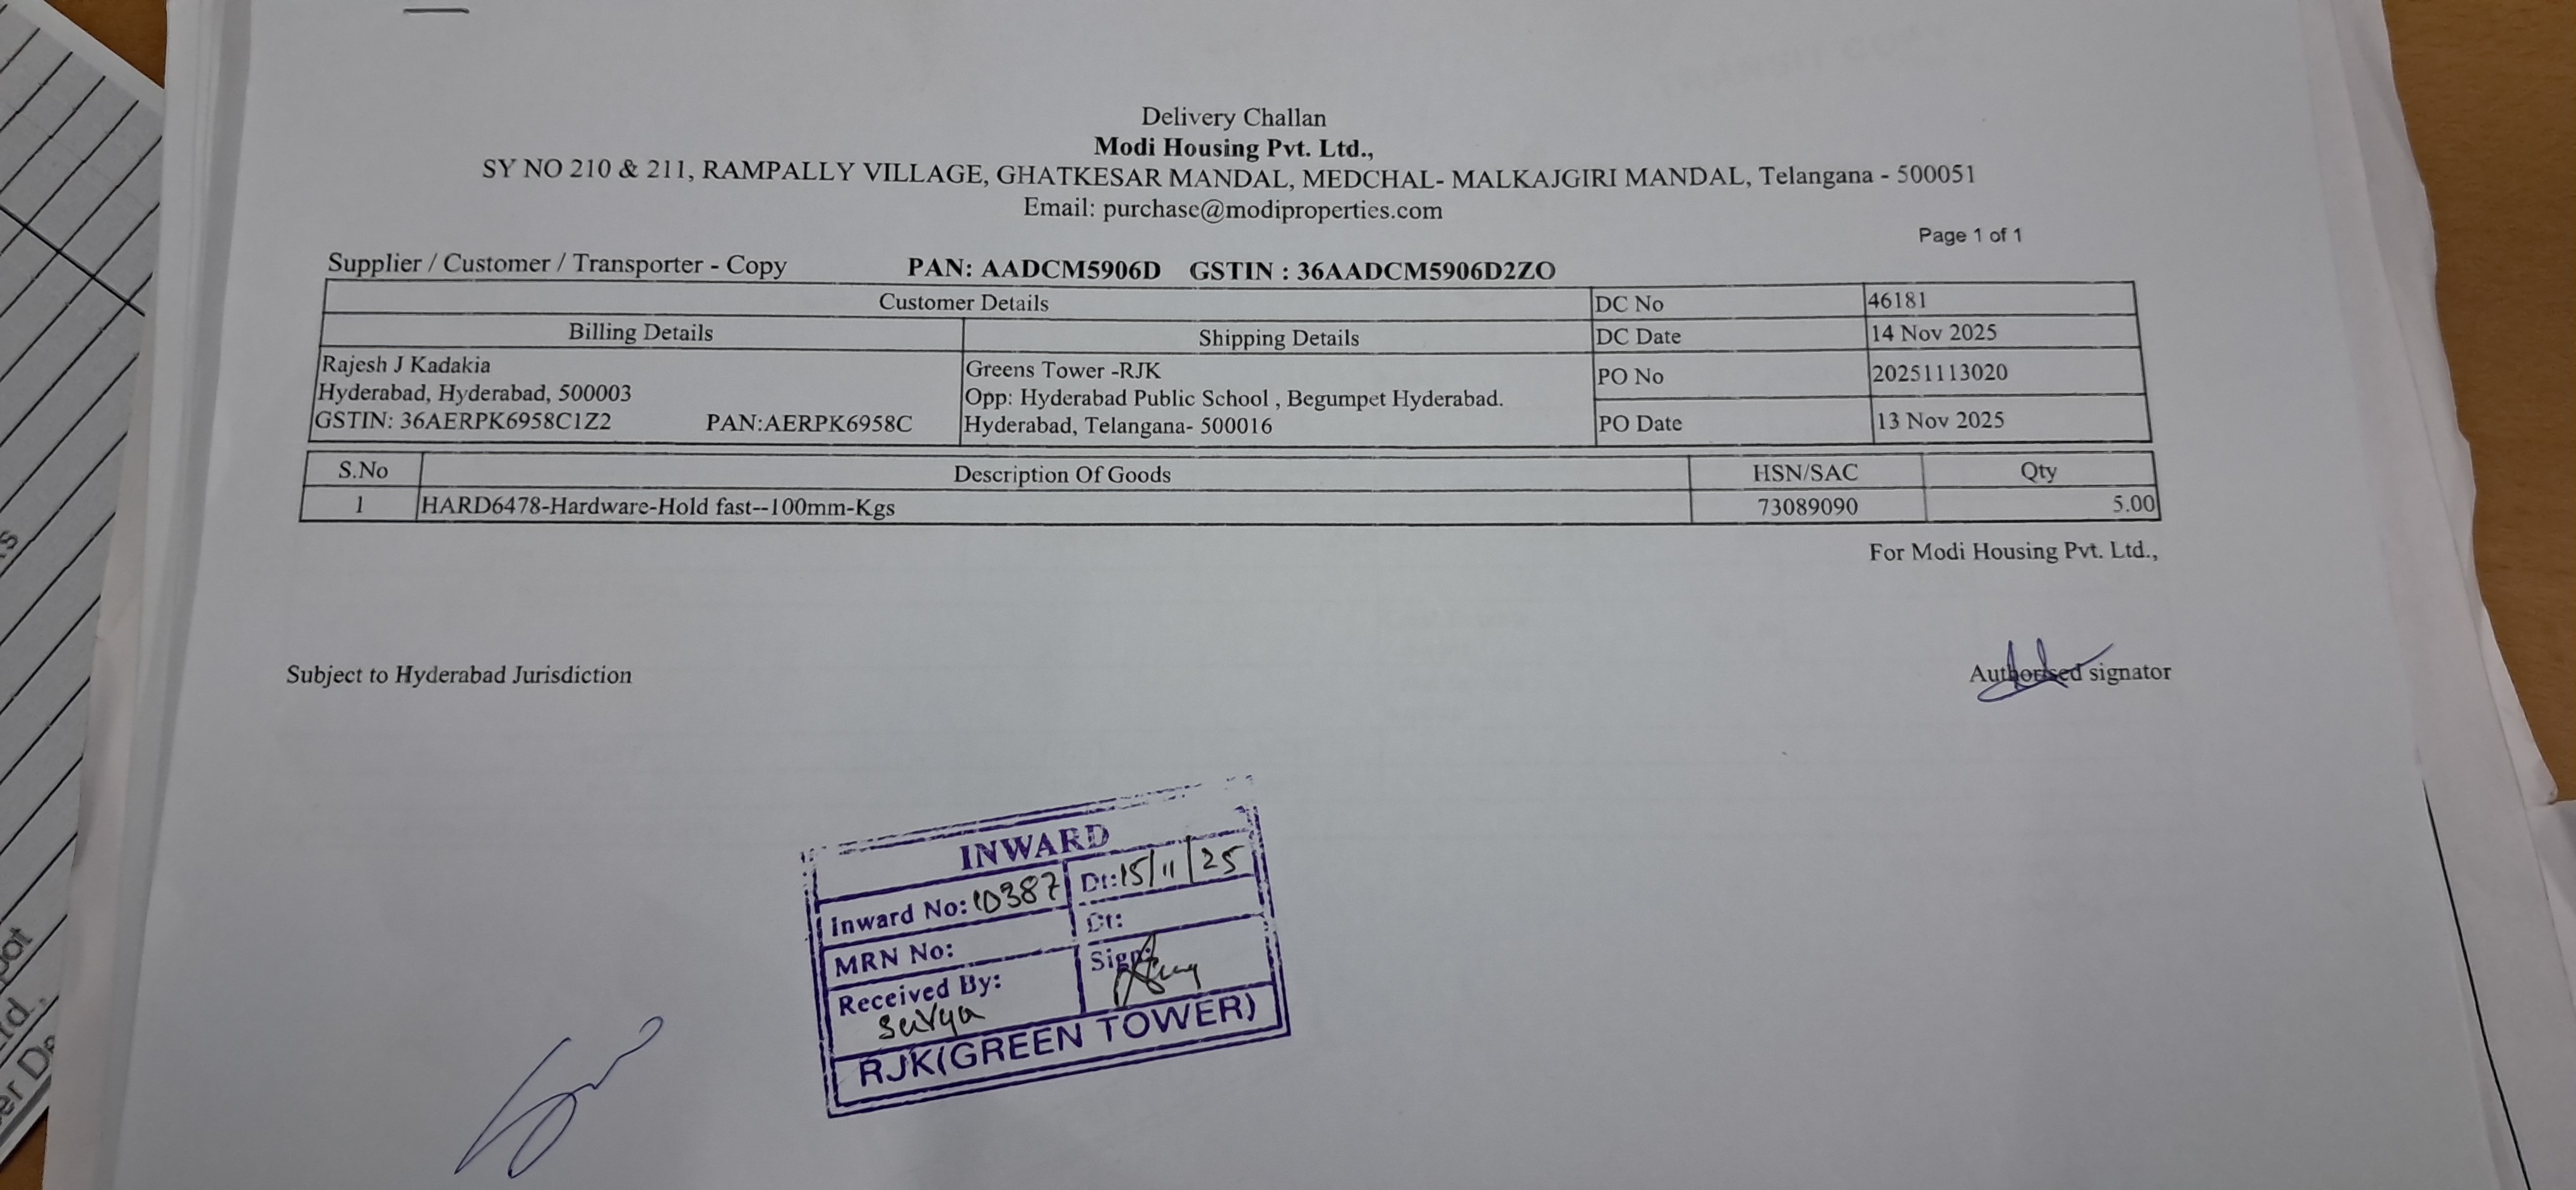 Delivery Challan
Modi Housing Pvt. Ltd.,
SY NO 210 & 211, RAMPALLY VILLAGE, GHATKESAR MANDAL, MEDCHAL- MALKAJGIRI MANDAL, Telangana - 500051
Email: purchase@modiproperties.com
Page 1 of 1
Supplier / Customer / Transporter - Copy PAN: AADCM5906D GSTIN : 36AADCM5906D2ZO
Customer Details
Billing Details Shipping Details
Rajesh J Kadakia
Hyderabad, Hyderabad, 500003
GSTIN: 36AERPK6958C1Z2 PAN:AERPK6958C
Greens Tower -RJK
Opp: Hyderabad Public School , Begumpet Hyderabad.
Hyderabad, Telangana- 500016
DC No 46181
DC Date 14 Nov 2025
PO No 20251113020
PO Date 13 Nov 2025
S.No Description Of Goods HSN/SAC Qty
1 HARD6478-Hardware-Hold fast--100mm-Kgs 73089090 5.00
For Modi Housing Pvt. Ltd.,
Subject to Hyderabad Jurisdiction
Authorised signator
INWARD
Inward No: 10387 Dt: 15/11/25
MRN No: Dt:
Received By: Sign:
Surya
RJK(GREEN TOWER)